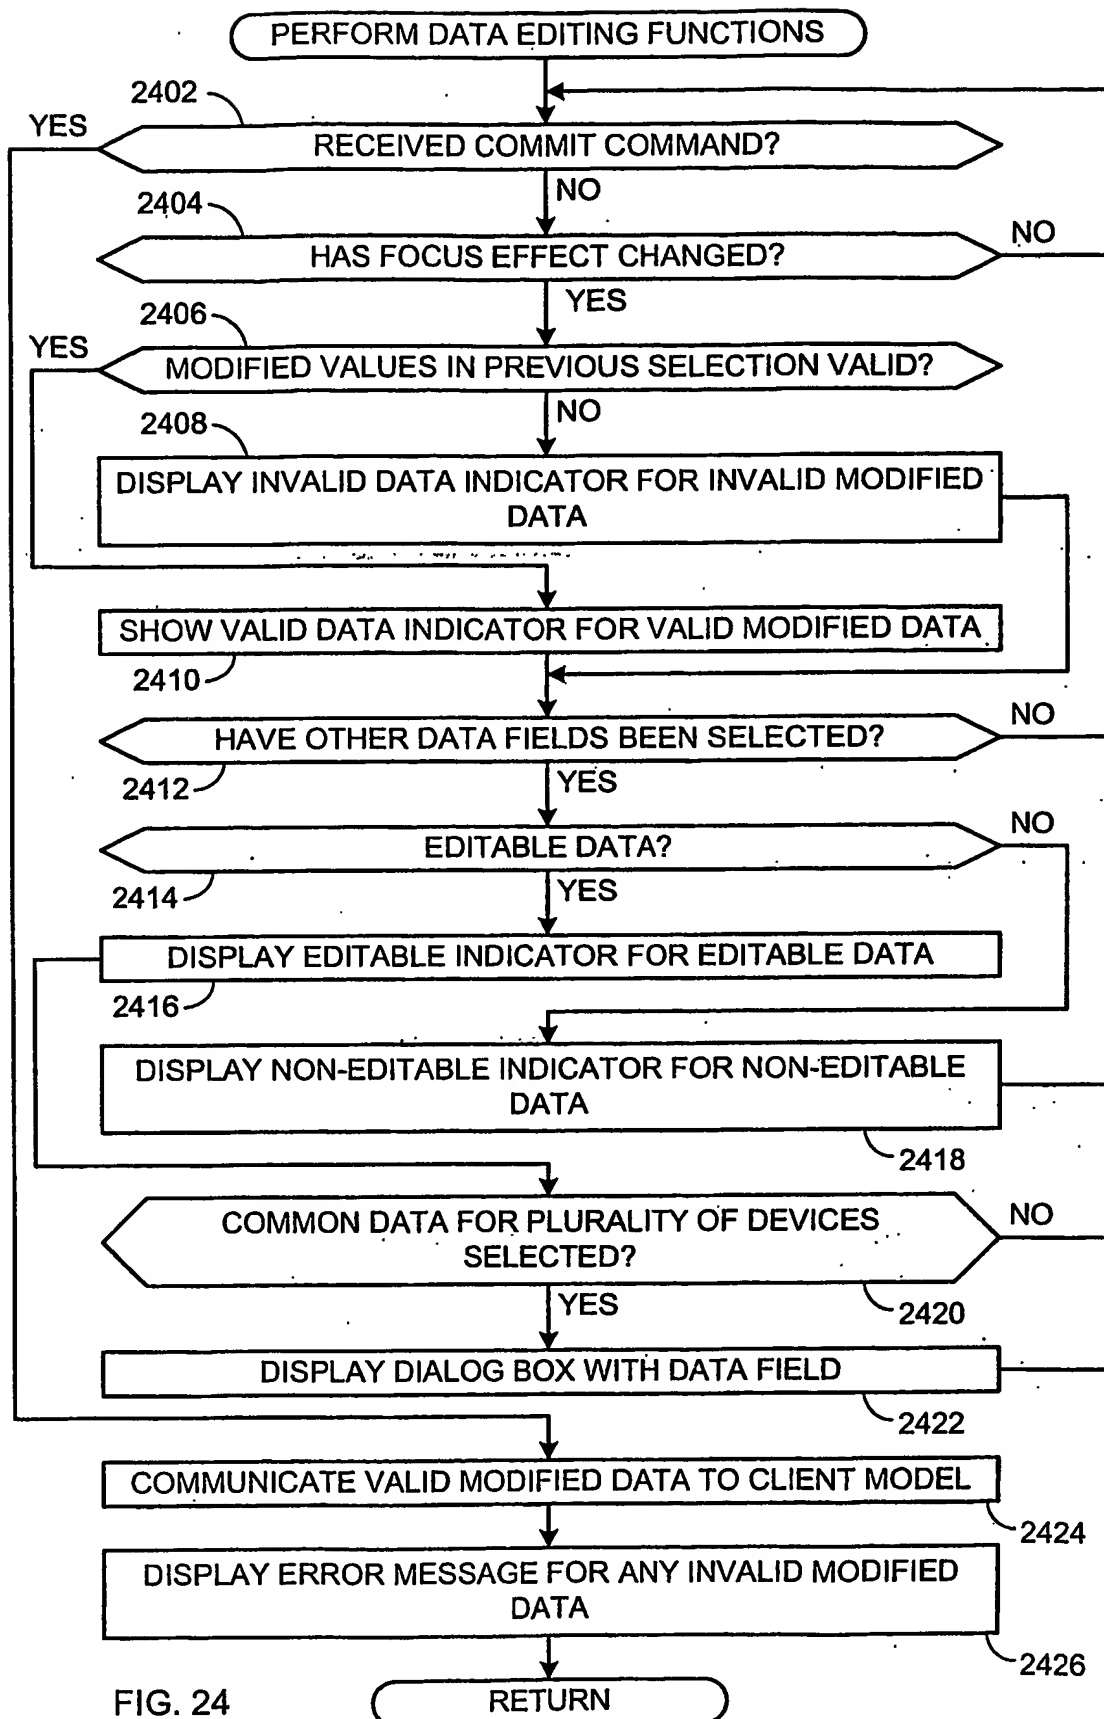 PERFORM DATA EDITING FUNCTIONS
2402
YES
RECEIVED COMMIT COMMAND?
NO
2404
HAS FOCUS EFFECT CHANGED?
NO
YES
2406
YES
MODIFIED VALUES IN PREVIOUS SELECTION VALID?
NO
2408
DISPLAY INVALID DATA INDICATOR FOR INVALID MODIFIED
DATA
SHOW VALID DATA INDICATOR FOR VALID MODIFIED DATA
2410
NO
HAVE OTHER DATA FIELDS BEEN SELECTED?
2412
YES
NO
EDITABLE DATA?
2414
YES
DISPLAY EDITABLE INDICATOR FOR EDITABLE DATA
2416
DISPLAY NON-EDITABLE INDICATOR FOR NON-EDITABLE
DATA
2418
COMMON DATA FOR PLURALITY OF DEVICES
SELECTED?
NO
YES
2420
DISPLAY DIALOG BOX WITH DATA FIELD
2422
COMMUNICATE VALID MODIFIED DATA TO CLIENT MODEL
2424
DISPLAY ERROR MESSAGE FOR ANY INVALID MODIFIED
DATA
2426
FIG. 24
RETURN